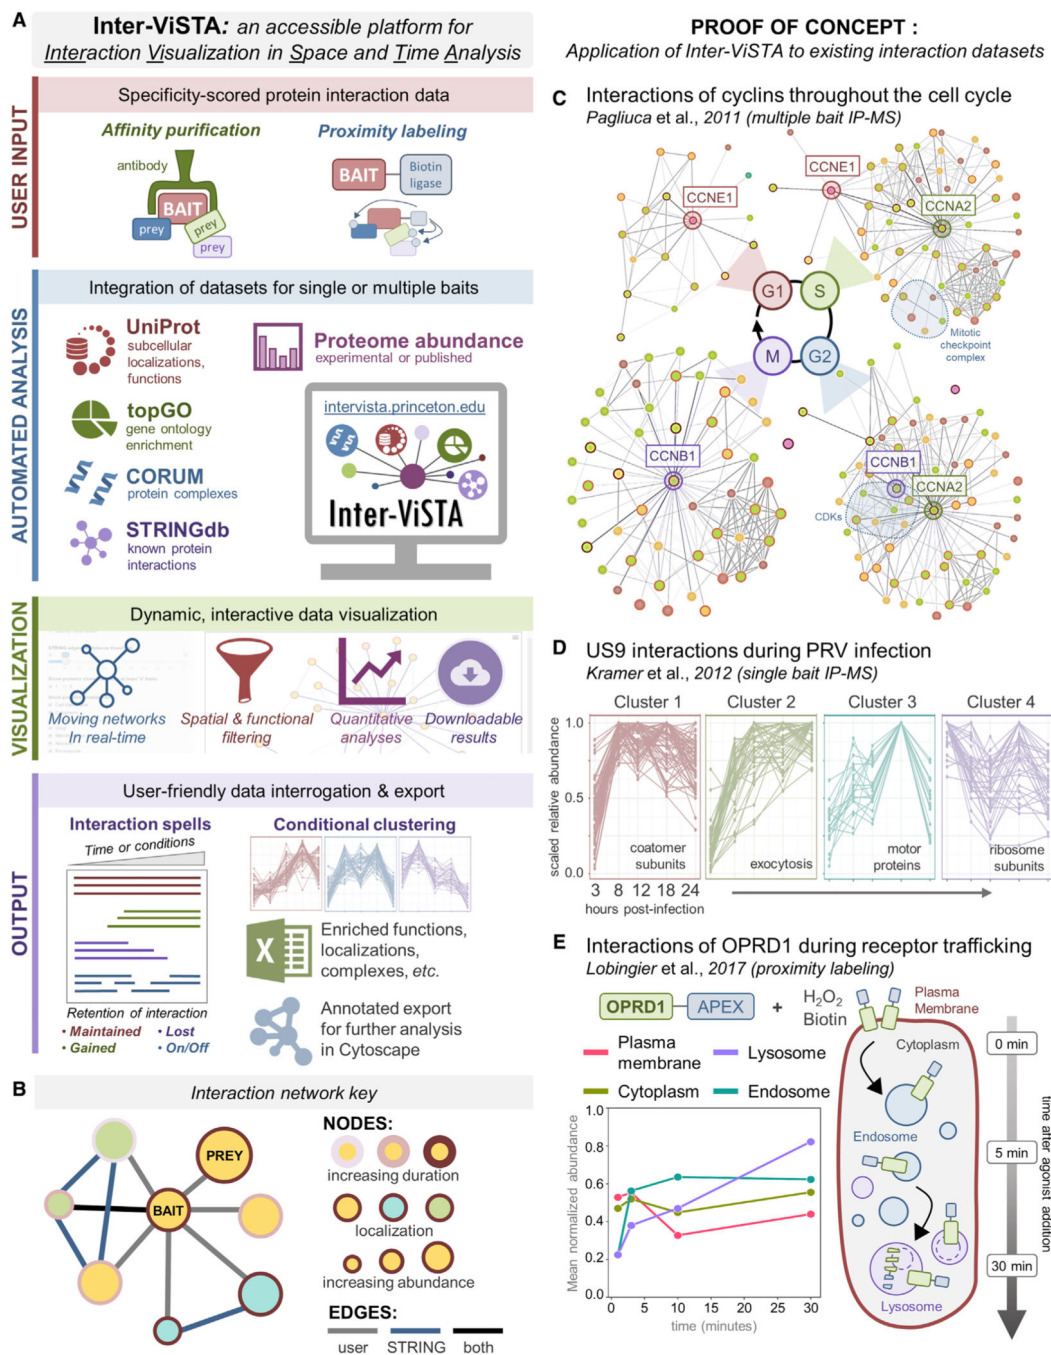 A
Inter-ViSTA: an accessible platform for
Interaction Visualization in Space and Time Analysis
USER INPUT
Specificity-scored protein interaction data
Affinity purification
Proximity labeling
antibody
BAIT
prey
prey
prey
BAIT
Biotin
ligase
AUTOMATED ANALYSIS
Integration of datasets for single or multiple baits
UniProt
subcellular
localizations,
functions
Proteome abundance
experimental or published
topGO
gene ontology
enrichment
CORUM
protein complexes
STRINGdb
known protein
interactions
intervista.princeton.edu
Inter-ViSTA
VISUALIZATION
Dynamic, interactive data visualization
Moving networks
In real-time
Spatial & functional
filtering
Quantitative
analyses
Downloadable
results
OUTPUT
User-friendly data interrogation & export
Interaction spells
Time or conditions
Retention of interaction
• Maintained
• Lost
• Gained
• On/Off
Conditional clustering
X
Enriched functions,
localizations,
complexes, etc.
Annotated export
for further analysis
in Cytoscape
B
Interaction network key
PREY
BAIT
NODES:
increasing duration
localization
increasing abundance
EDGES:
user
STRING
both
PROOF OF CONCEPT :
Application of Inter-ViSTA to existing interaction datasets
C
Interactions of cyclins throughout the cell cycle
Pagliuca et al., 2011 (multiple bait IP-MS)
CCNE1
CCNE1
CCNA2
G1
S
M
G2
Mitotic
checkpoint
complex
CCNB1
CCNB1
CCNA2
CDKs
D
US9 interactions during PRV infection
Kramer et al., 2012 (single bait IP-MS)
Cluster 1
Cluster 2
Cluster 3
Cluster 4
scaled relative abundance
1.0
0.5
0.0
coatomer
subunits
exocytosis
motor
proteins
ribosome
subunits
3 8 12 18 24
hours post-infection
E
Interactions of OPRD1 during receptor trafficking
Lobingier et al., 2017 (proximity labeling)
OPRD1
APEX
+
H2O2
Biotin
Plasma
Membrane
Plasma
membrane
Lysosome
Cytoplasm
Endosome
Mean normalized abundance
1.0
0.8
0.6
0.4
0.2
0.0
0 5 10 15 20 25 30
time (minutes)
Cytoplasm
Endosome
Lysosome
0 min
5 min
30 min
time after agonist addition